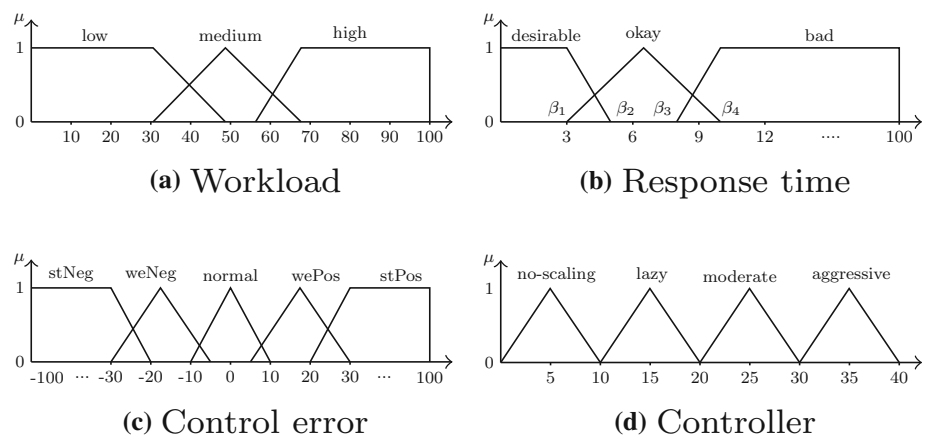 μ
low medium high
1
0
10 20 30 40 50 60 70 80 90 100
(a) Workload
μ
desirable okay bad
1
β1 β2 β3 β4
0
3 6 9 12 .... 100
(b) Response time
μ
stNeg weNeg normal wePos stPos
1
0
-100 ... -30 -20 -10 0 10 20 30 ... 100
(c) Control error
μ
no-scaling lazy moderate aggressive
1
0
5 10 15 20 25 30 35 40
(d) Controller